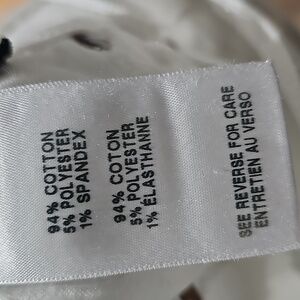 94% COTTON
5% POLYESTER
1% SPANDEX
94% COTON
5% POLYESTER
1% ÉLASTHANNE
SEE REVERSE FOR CARE
ENTRETIEN AU VERSO